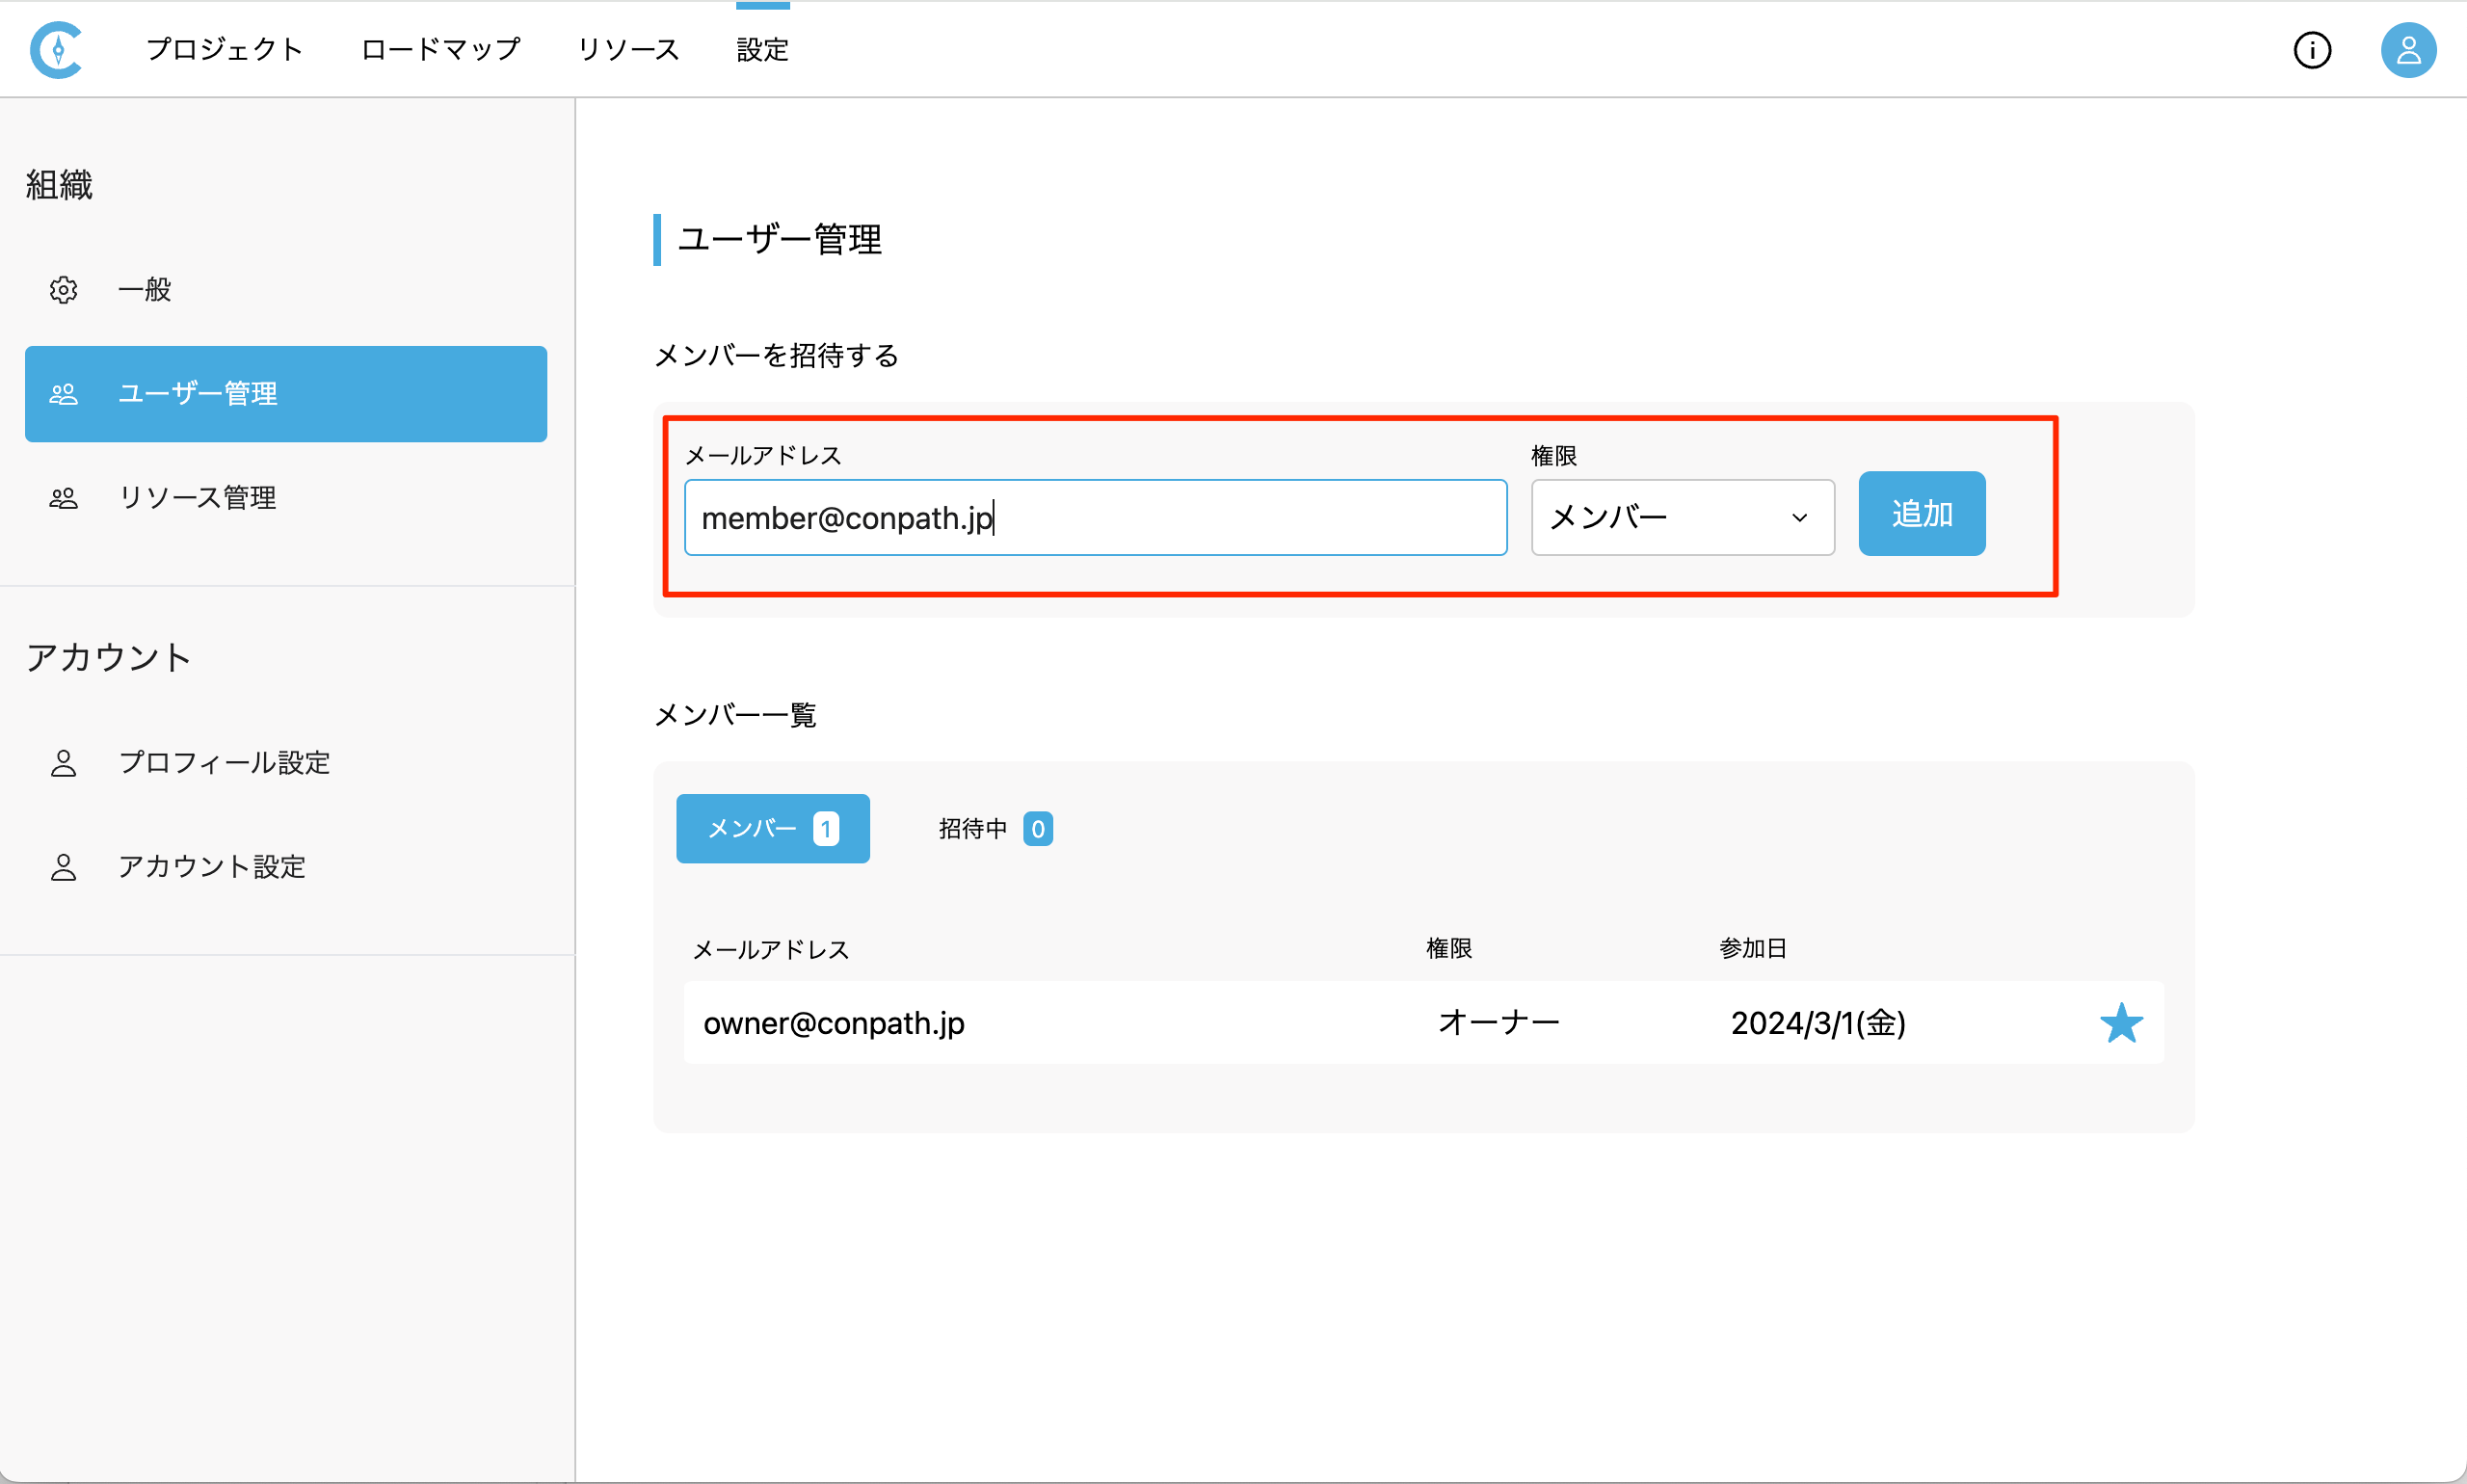 プロジェクト ロードマップ リソース 設定
組織
一般
ユーザー管理
リソース管理
アカウント
プロフィール設定
アカウント設定
ユーザー管理
メンバーを招待する
メールアドレス 権限
member@conpath.jp メンバー 追加
メンバー一覧
メンバー 1 招待中 0
メールアドレス 権限 参加日
owner@conpath.jp オーナー 2024/3/1(金)